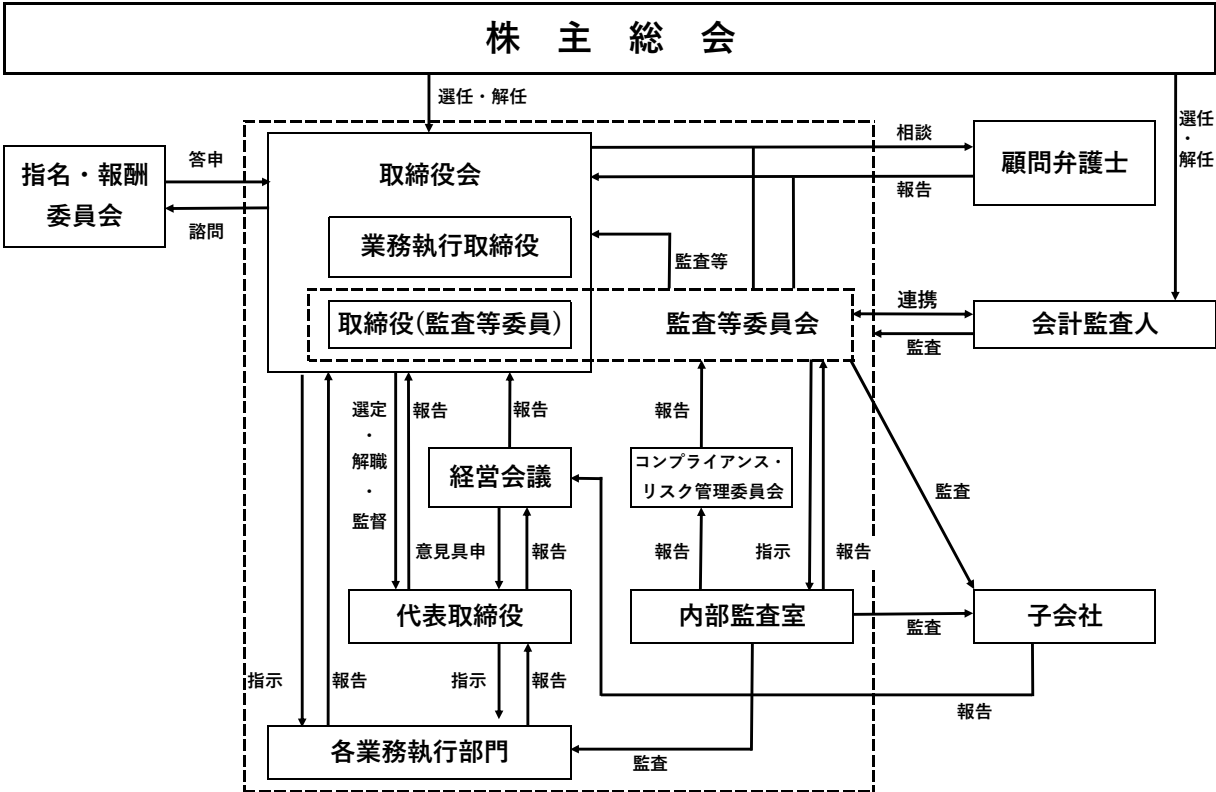 株 主 総 会
選任・解任
選任・解任
指名・報酬
委員会
答申
諮問
取締役会
業務執行取締役
取締役(監査等委員)
監査等委員会
監査等
相談
報告
顧問弁護士
連携
監査
会計監査人
選定・解職・監督
報告
報告
報告
経営会議
コンプライアンス・
リスク管理委員会
監査
意見具申
報告
報告
指示
報告
代表取締役
内部監査室
監査
子会社
指示
報告
指示
報告
報告
各業務執行部門
監査